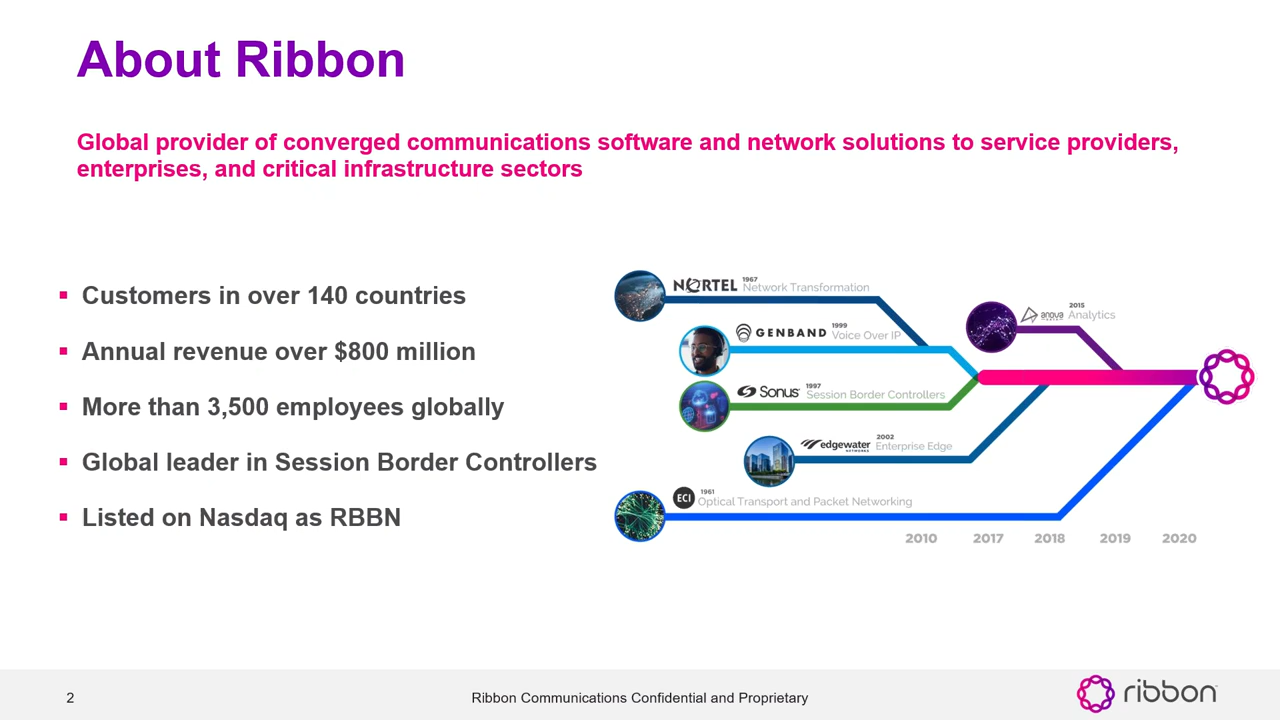 About Ribbon
Global provider of converged communications software and network solutions to service providers,
enterprises, and critical infrastructure sectors
▪ Customers in over 140 countries
▪ Annual revenue over $800 million
▪ More than 3,500 employees globally
▪ Global leader in Session Border Controllers
▪ Listed on Nasdaq as RBBN
NORTEL 1967
Network Transformation
GENBAND 1999
Voice Over IP
Sonus 1997
Session Border Controllers
edgewater NETWORKS 2002
Enterprise Edge
ECI 1961
Optical Transport and Packet Networking
anova DATA 2015
Analytics
2010 2017 2018 2019 2020
2
Ribbon Communications Confidential and Proprietary
ribbon